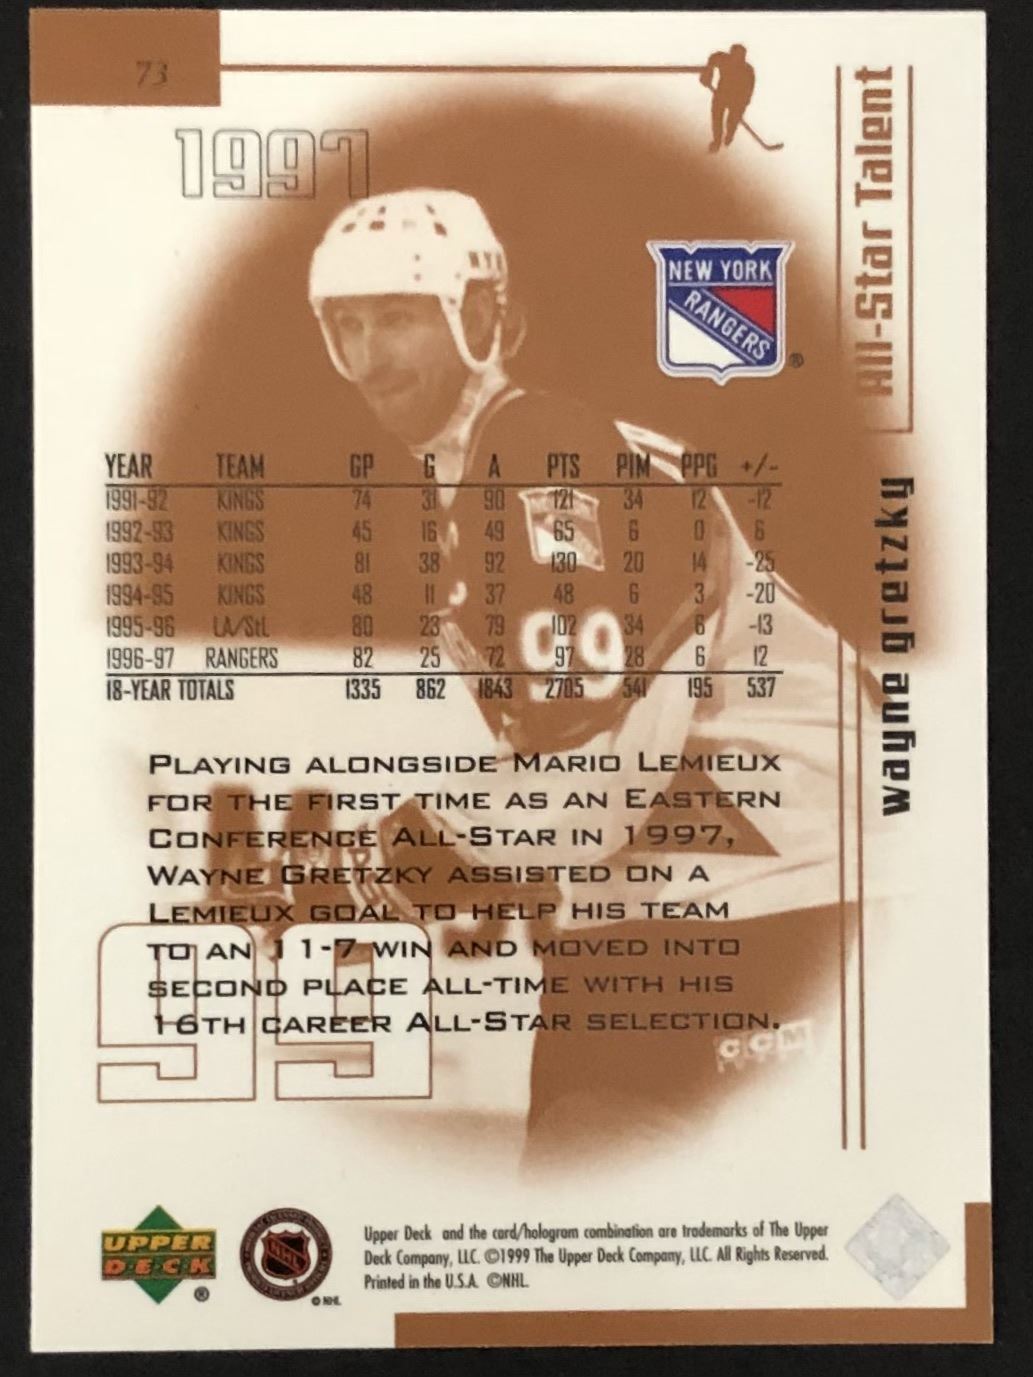 73
1997
All-Star Talent
NEW YORK
RANGERS
®
wayne gretzky
YEAR TEAM GP G A PTS PIM PPG +/-
1991-92 KINGS 74 31 90 121 34 12 -12
1992-93 KINGS 45 16 49 65 6 0 6
1993-94 KINGS 81 38 92 130 20 14 -25
1994-95 KINGS 48 11 37 48 6 3 -20
1995-96 LA/StL 80 23 79 102 34 6 -13
1996-97 RANGERS 82 25 72 97 28 6 12
18-YEAR TOTALS 1335 862 1843 2705 541 195 537
99
PLAYING ALONGSIDE MARIO LEMIEUX
FOR THE FIRST TIME AS AN EASTERN
CONFERENCE ALL-STAR IN 1997,
WAYNE GRETZKY ASSISTED ON A
LEMIEUX GOAL TO HELP HIS TEAM
TO AN 11-7 WIN AND MOVED INTO
SECOND PLACE ALL-TIME WITH HIS
16TH CAREER ALL-STAR SELECTION.
99
CCM
UPPER
DECK
®
NHL
© NHL
Upper Deck and the card/hologram combination are trademarks of The Upper
Deck Company, LLC. ©1999 The Upper Deck Company, LLC. All Rights Reserved.
Printed in the U.S.A. ©NHL.